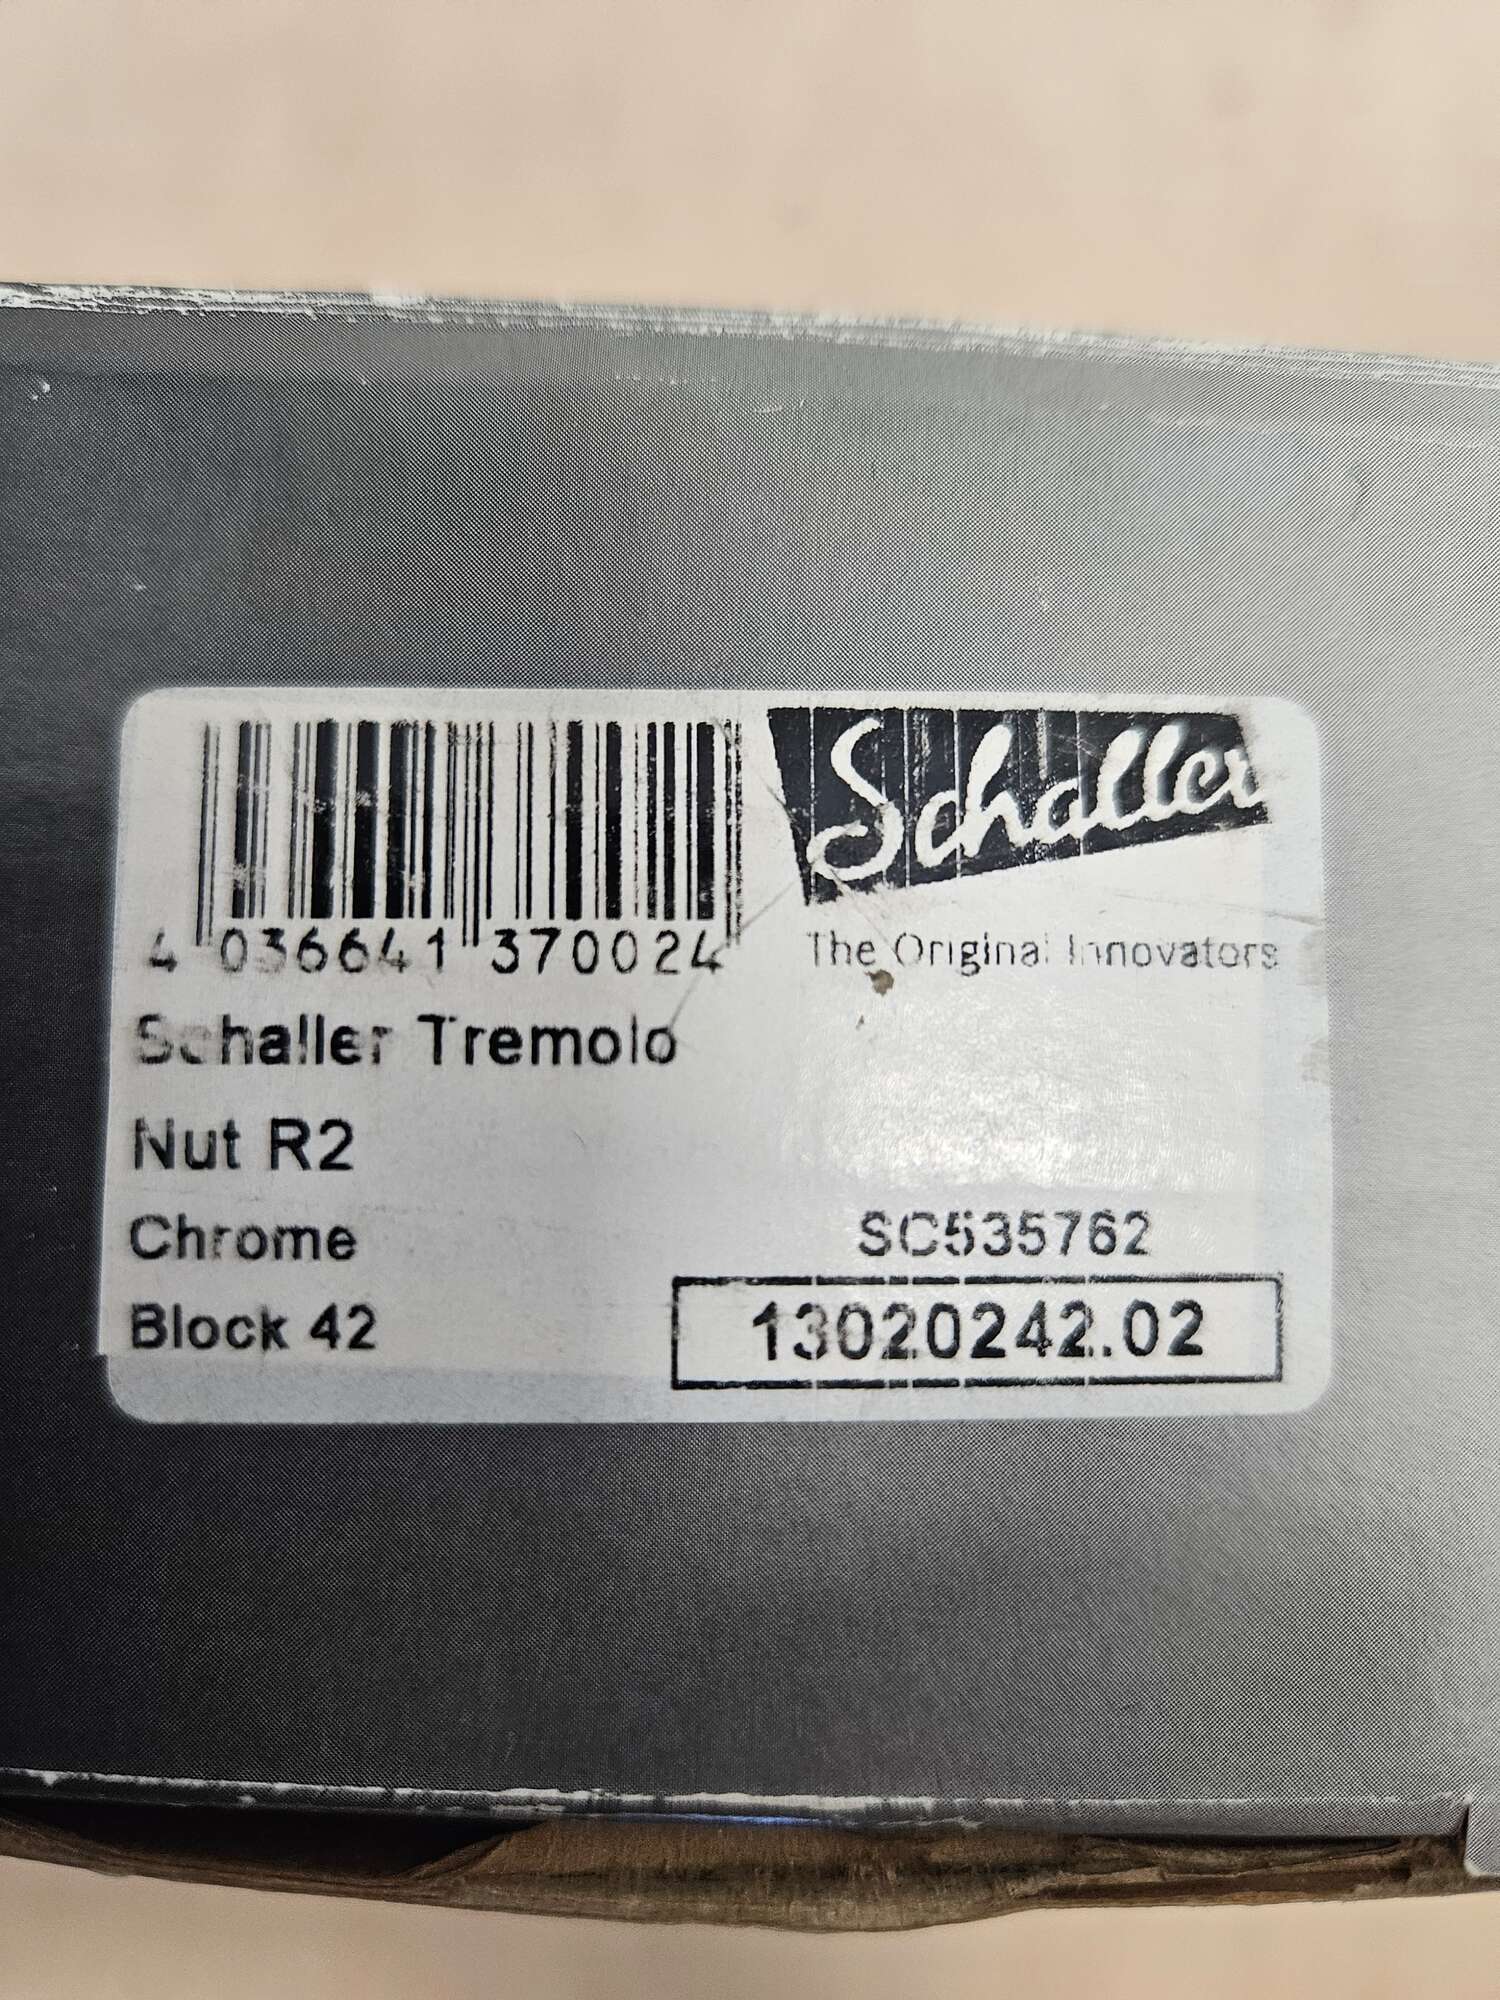 Schaller
4 036641 370024
The Original Innovators
Schaller Tremolo
Nut R2
Chrome
SC535762
Block 42
13020242.02